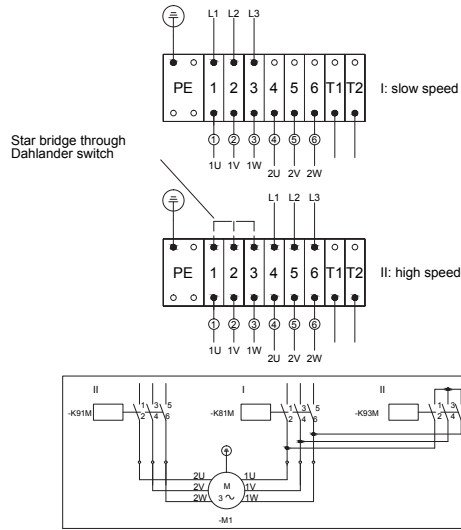 L1 L2 L3
PE 1 2 3 4 5 6 T1 T2
I: slow speed
1 2 3 4 5 6
1U 1V 1W 2U 2V 2W
Star bridge through
Dahlander switch
L1 L2 L3
PE 1 2 3 4 5 6 T1 T2
II: high speed
1 2 3 4 5 6
1U 1V 1W 2U 2V 2W
II I II
-K91M 1 3 5 -K81M 1 3 5 -K93M 1 3
2 4 6 2 4 6 2 4
2U 1U
2V M 1V
2W 3 ~ 1W
-M1